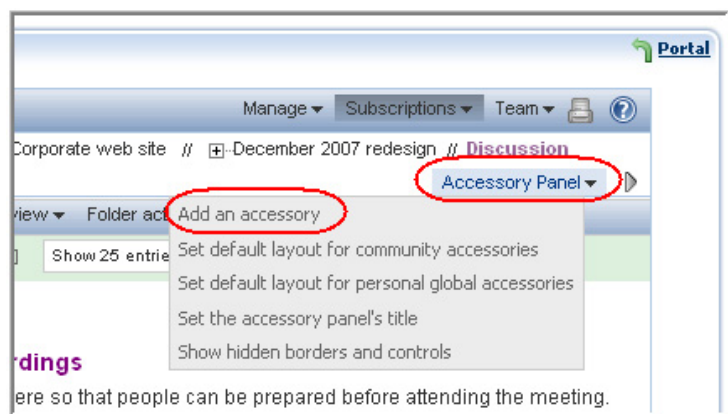 Portal
Manage Subscriptions Team
Corporate web site // December 2007 redesign // Discussion
Accessory Panel
view Folder act
Add an accessory
Show 25 entrie
Set default layout for community accessories
Set default layout for personal global accessories
Set the accessory panel's title
Show hidden borders and controls
rdings
ere so that people can be prepared before attending the meeting.